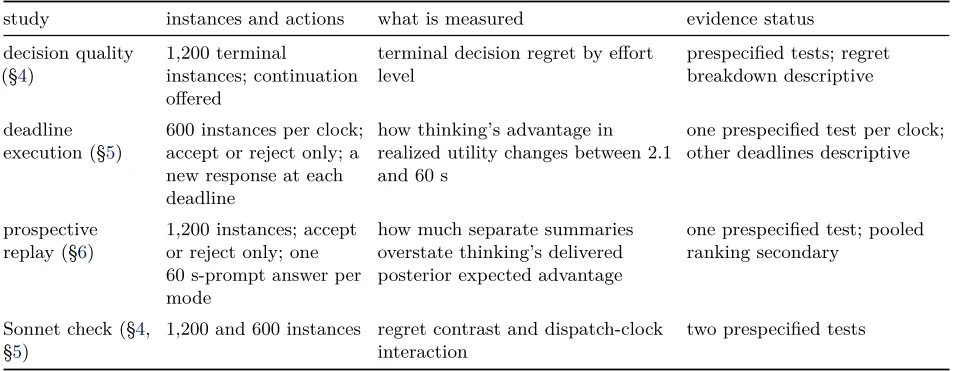 study instances and actions what is measured evidence status
decision quality (§4) 1,200 terminal instances; continuation offered terminal decision regret by effort level prespecified tests; regret breakdown descriptive
deadline execution (§5) 600 instances per clock; accept or reject only; a new response at each deadline how thinking's advantage in realized utility changes between 2.1 and 60 s one prespecified test per clock; other deadlines descriptive
prospective replay (§6) 1,200 instances; accept or reject only; one 60 s-prompt answer per mode how much separate summaries overstate thinking's delivered posterior expected advantage one prespecified test; pooled ranking secondary
Sonnet check (§4, §5) 1,200 and 600 instances regret contrast and dispatch-clock interaction two prespecified tests